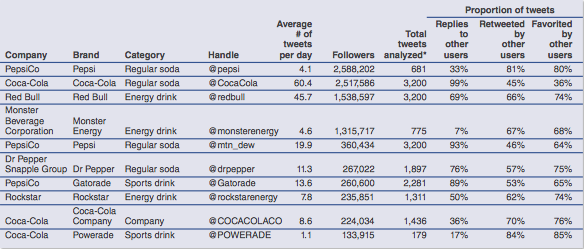 Proportion of tweets
Average Total Replies Retweeted Favorited
# of tweets to by by
tweets analyzed* other other other
Company Brand Category Handle per day Followers users users users
PepsiCo Pepsi Regular soda @pepsi 4.1 2,588,202 681 33% 81% 80%
Coca-Cola Coca-Cola Regular soda @CocaCola 60.4 2,517,586 3,200 99% 45% 36%
Red Bull Red Bull Energy drink @redbull 45.7 1,538,597 3,200 69% 66% 74%
Monster
Beverage Monster
Corporation Energy Energy drink @monsterenergy 4.6 1,315,717 775 7% 67% 68%
PepsiCo Pepsi Regular soda @mtn_dew 19.9 360,434 3,200 93% 46% 64%
Dr Pepper
Snapple Group Dr Pepper Regular soda @drpepper 11.3 267,022 1,897 76% 57% 75%
PepsiCo Gatorade Sports drink @Gatorade 13.6 260,600 2,281 89% 53% 65%
Rockstar Rockstar Energy drink @rockstarenergy 7.8 235,851 1,311 50% 62% 74%
Coca-Cola
Coca-Cola Company Company @COCACOLACO 8.6 224,034 1,436 36% 70% 76%
Coca-Cola Powerade Sports drink @POWERADE 1.1 133,915 179 17% 84% 85%